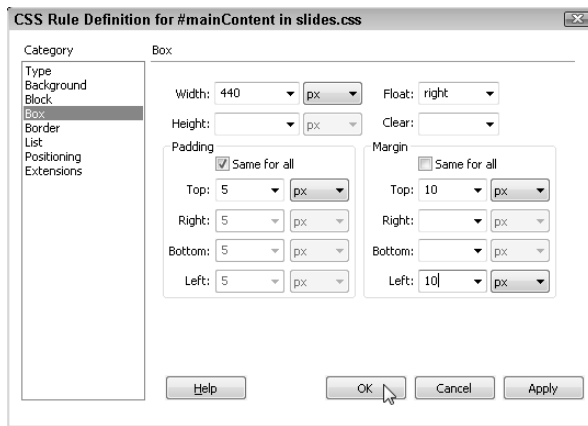 CSS Rule Definition for #mainContent in slides.css
Category
Box
Type
Background
Block
Box
Border
List
Positioning
Extensions
Width: 440 px Float: right
Height: px Clear:
Padding Margin
Same for all Same for all
Top: 5 px Top: 10 px
Right: 5 px Right: px
Bottom: 5 px Bottom: px
Left: 5 px Left: 10 px
Help OK Cancel Apply